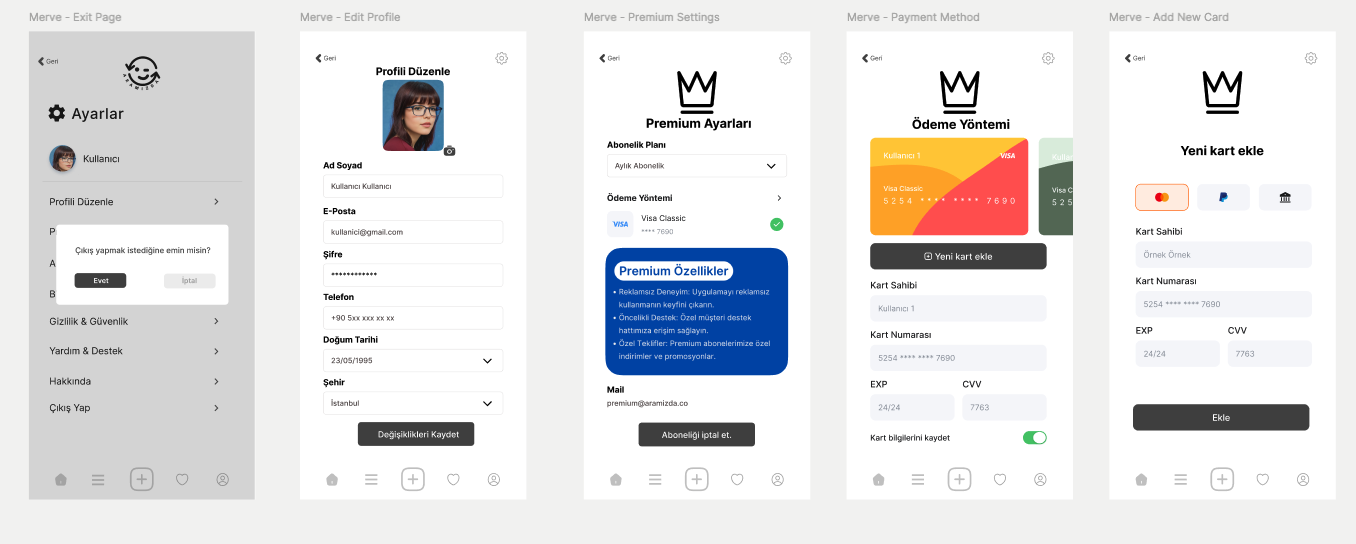 Merve - Exit Page
Geri
ARAMIZDA
Ayarlar
Kullanıcı
Profili Düzenle
P
A
B
Çıkış yapmak istediğine emin misin?
Evet
İptal
Gizlilik & Güvenlik
Yardım & Destek
Hakkında
Çıkış Yap
Merve - Edit Profile
Geri
Profili Düzenle
Ad Soyad
Kullanıcı Kullanıcı
E-Posta
kullanici@gmail.com
Şifre
••••••••••••
Telefon
+90 5xx xxx xx xx
Doğum Tarihi
23/05/1995
Şehir
İstanbul
Değişiklikleri Kaydet
Merve - Premium Settings
Geri
Premium Ayarları
Abonelik Planı
Aylık Abonelik
Ödeme Yöntemi
VISA
Visa Classic
**** 7690
Premium Özellikler
• Reklamsız Deneyim: Uygulamayı reklamsız
kullanmanın keyfini çıkarın.
• Öncelikli Destek: Özel müşteri destek
hattımıza erişim sağlayın.
• Özel Teklifler: Premium abonelerimize özel
indirimler ve promosyonlar.
Mail
premium@aramizda.co
Aboneliği iptal et.
Merve - Payment Method
Geri
Ödeme Yöntemi
Kullanıcı 1
VISA
Visa Classic
5254 **** **** 7690
Kullan
Visa C
525
Yeni kart ekle
Kart Sahibi
Kullanıcı 1
Kart Numarası
5254 **** **** 7690
EXP
CVV
24/24
7763
Kart bilgilerini kaydet
Merve - Add New Card
Geri
Yeni kart ekle
Kart Sahibi
Örnek Örnek
Kart Numarası
5254 **** **** 7690
EXP
CVV
24/24
7763
Ekle